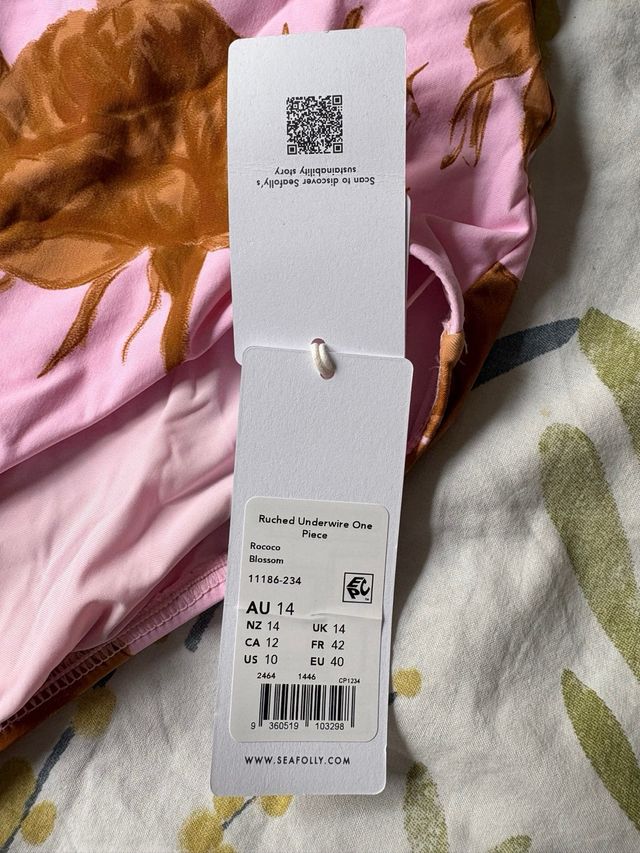 Scan to discover Seafolly's
sustainability story
Ruched Underwire One
Piece
Rococo
Blossom
11186-234
EPC
AU 14
NZ 14 UK 14
CA 12 FR 42
US 10 EU 40
2464 1446 CP1234
9 360519 103298
WWW.SEAFOLLY.COM